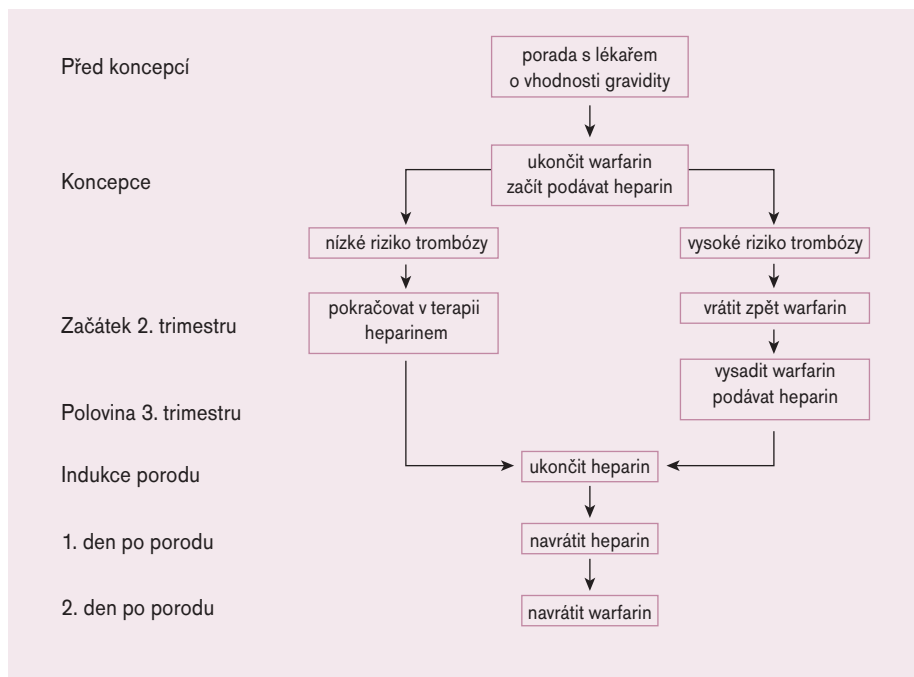 Před koncepcí
porada s lékařem
o vhodnosti gravidity
Koncepce
ukončit warfarin
začít podávat heparin
nízké riziko trombózy
vysoké riziko trombózy
Začátek 2. trimestru
pokračovat v terapii
heparinem
vrátit zpět warfarin
vysadit warfarin
podávat heparin
Polovina 3. trimestru
Indukce porodu
ukončit heparin
1. den po porodu
navrátit heparin
2. den po porodu
navrátit warfarin